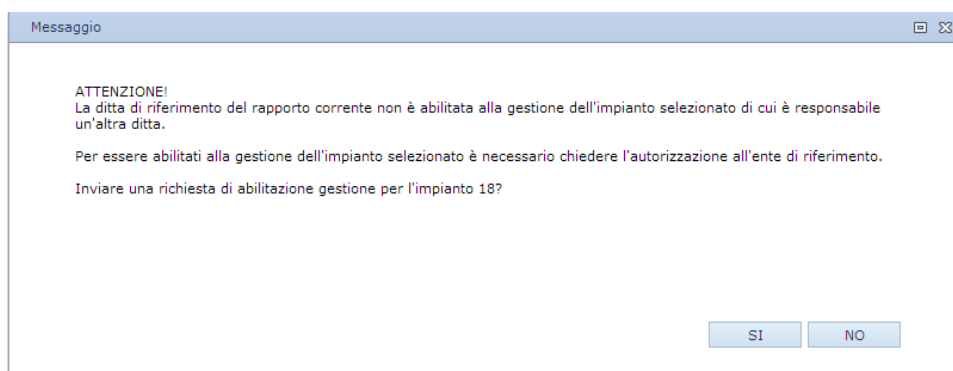 Messaggio
ATTENZIONE!
La ditta di riferimento del rapporto corrente non è abilitata alla gestione dell'impianto selezionato di cui è responsabile
un'altra ditta.
Per essere abilitati alla gestione dell'impianto selezionato è necessario chiedere l'autorizzazione all'ente di riferimento.
Inviare una richiesta di abilitazione gestione per l'impianto 18?
SI NO